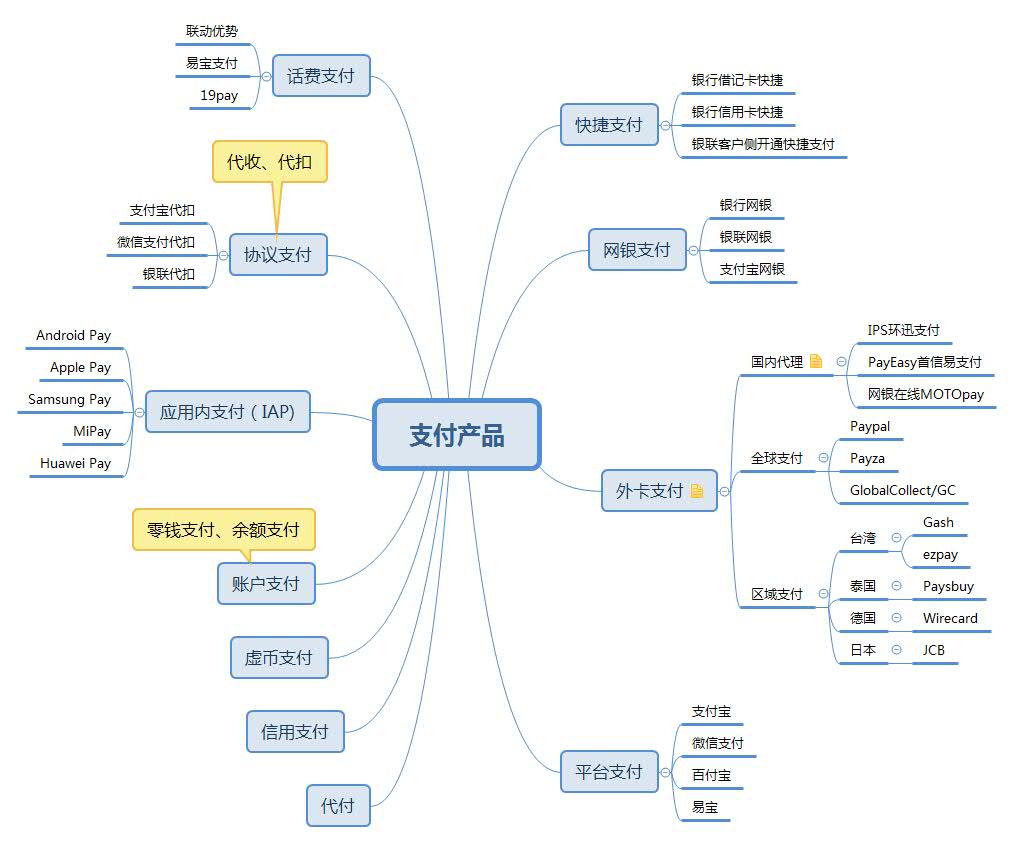 支付产品
快捷支付
银行借记卡快捷
银行信用卡快捷
银联客户侧开通快捷支付
网银支付
银行网银
银联网银
支付宝网银
外卡支付
国内代理
IPS环迅支付
PayEasy首信易支付
网银在线MOTOpay
全球支付
Paypal
Payza
GlobalCollect/GC
区域支付
台湾
Gash
ezpay
泰国
Paysbuy
德国
Wirecard
日本
JCB
平台支付
支付宝
微信支付
百付宝
易宝
话费支付
联动优势
易宝支付
19pay
代收、代扣
协议支付
支付宝代扣
微信支付代扣
银联代扣
应用内支付（IAP)
Android Pay
Apple Pay
Samsung Pay
MiPay
Huawei Pay
零钱支付、余额支付
账户支付
虚币支付
信用支付
代付